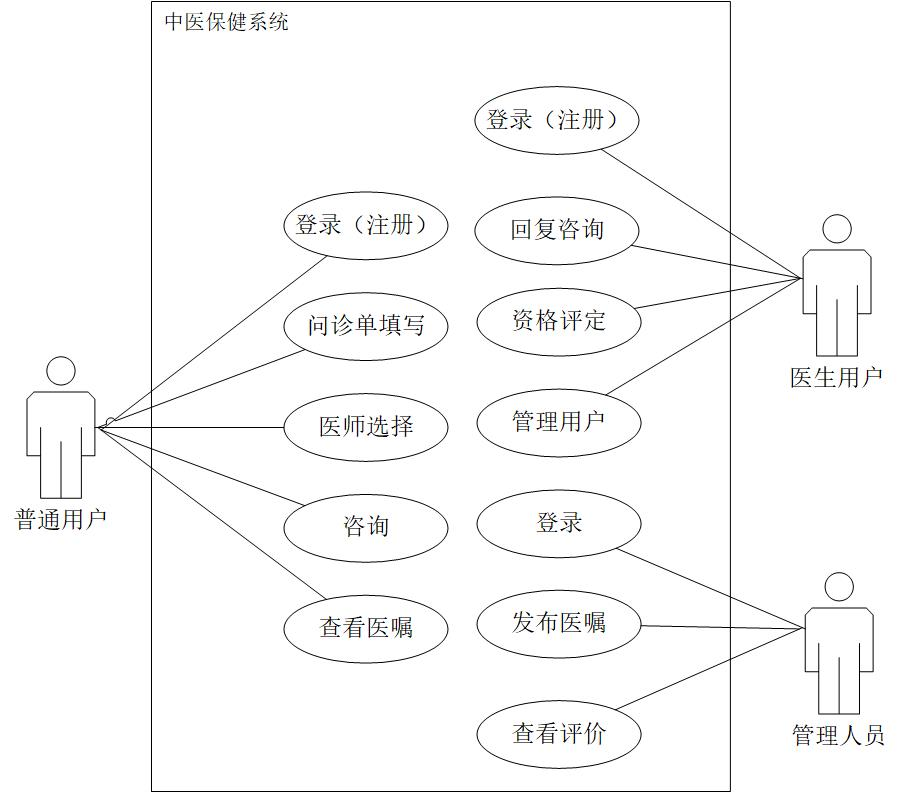 中医保健系统
登录（注册）
登录（注册）
回复咨询
问诊单填写
资格评定
医生用户
医师选择
管理用户
普通用户
咨询
登录
查看医嘱
发布医嘱
查看评价
管理人员